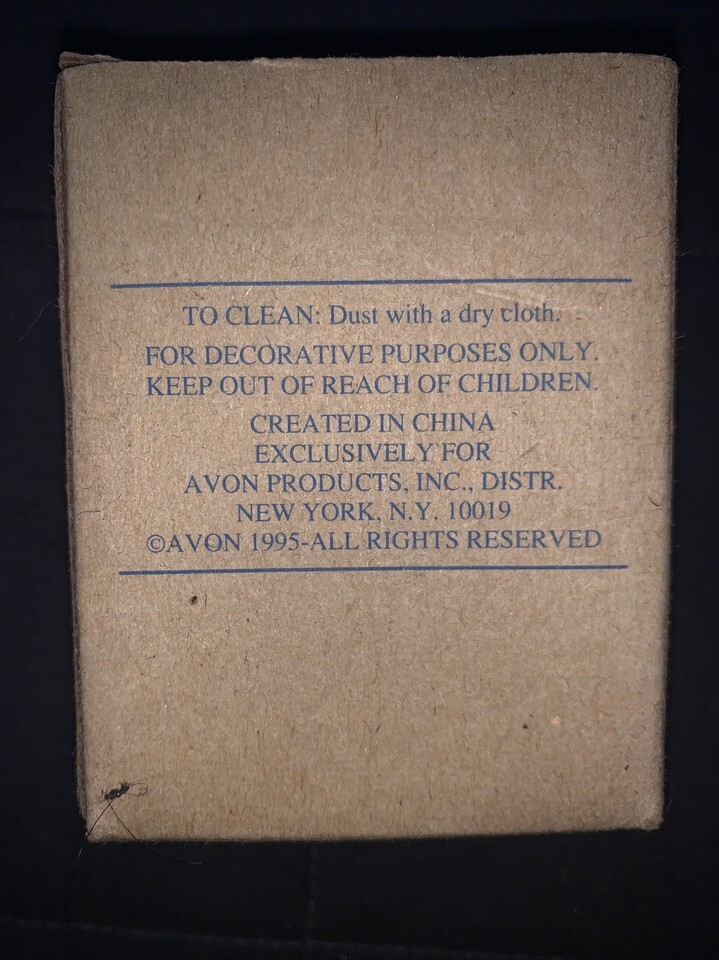 TO CLEAN: Dust with a dry cloth.
FOR DECORATIVE PURPOSES ONLY.
KEEP OUT OF REACH OF CHILDREN.
CREATED IN CHINA
EXCLUSIVELY FOR
AVON PRODUCTS, INC., DISTR.
NEW YORK, N.Y. 10019
©AVON 1995-ALL RIGHTS RESERVED